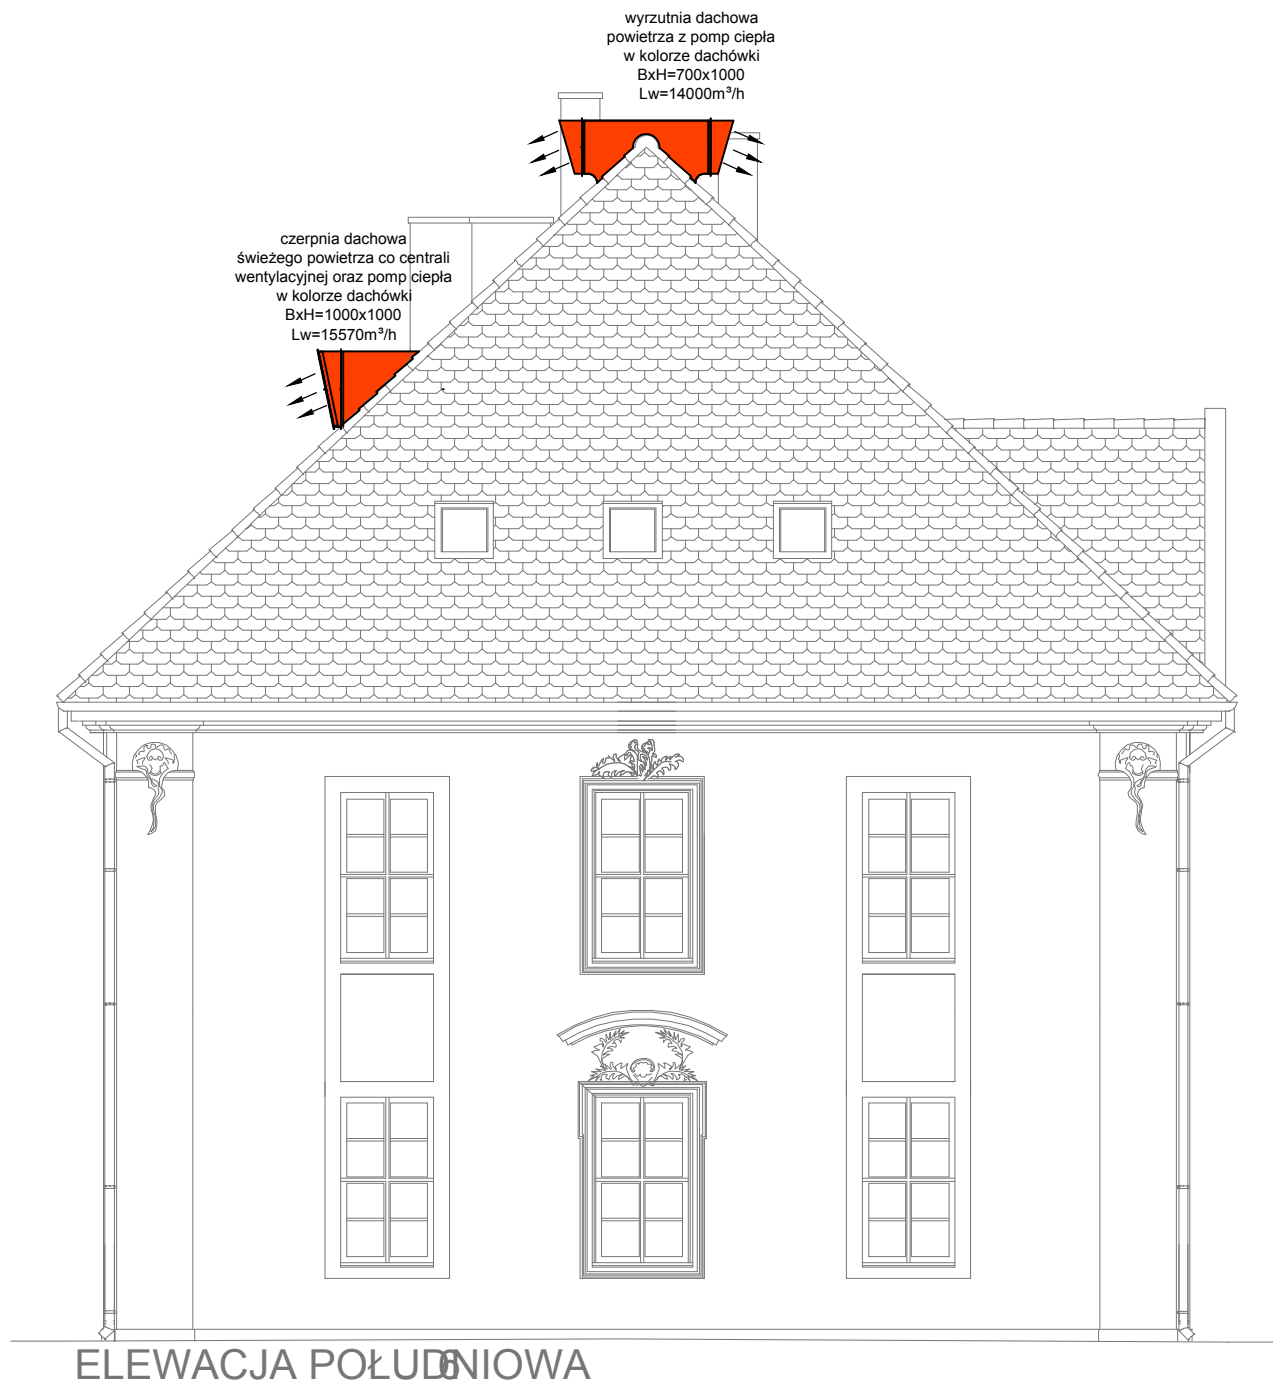 wyrzutnia dachowa
powietrza z pomp ciepła
w kolorze dachówki
BxH=700x1000
Lw=14000m³/h
czerpnia dachowa
świeżego powietrza co centrali
wentylacyjnej oraz pomp ciepła
w kolorze dachówki
BxH=1000x1000
Lw=15570m³/h
ELEWACJA POŁUDNIOWA
6